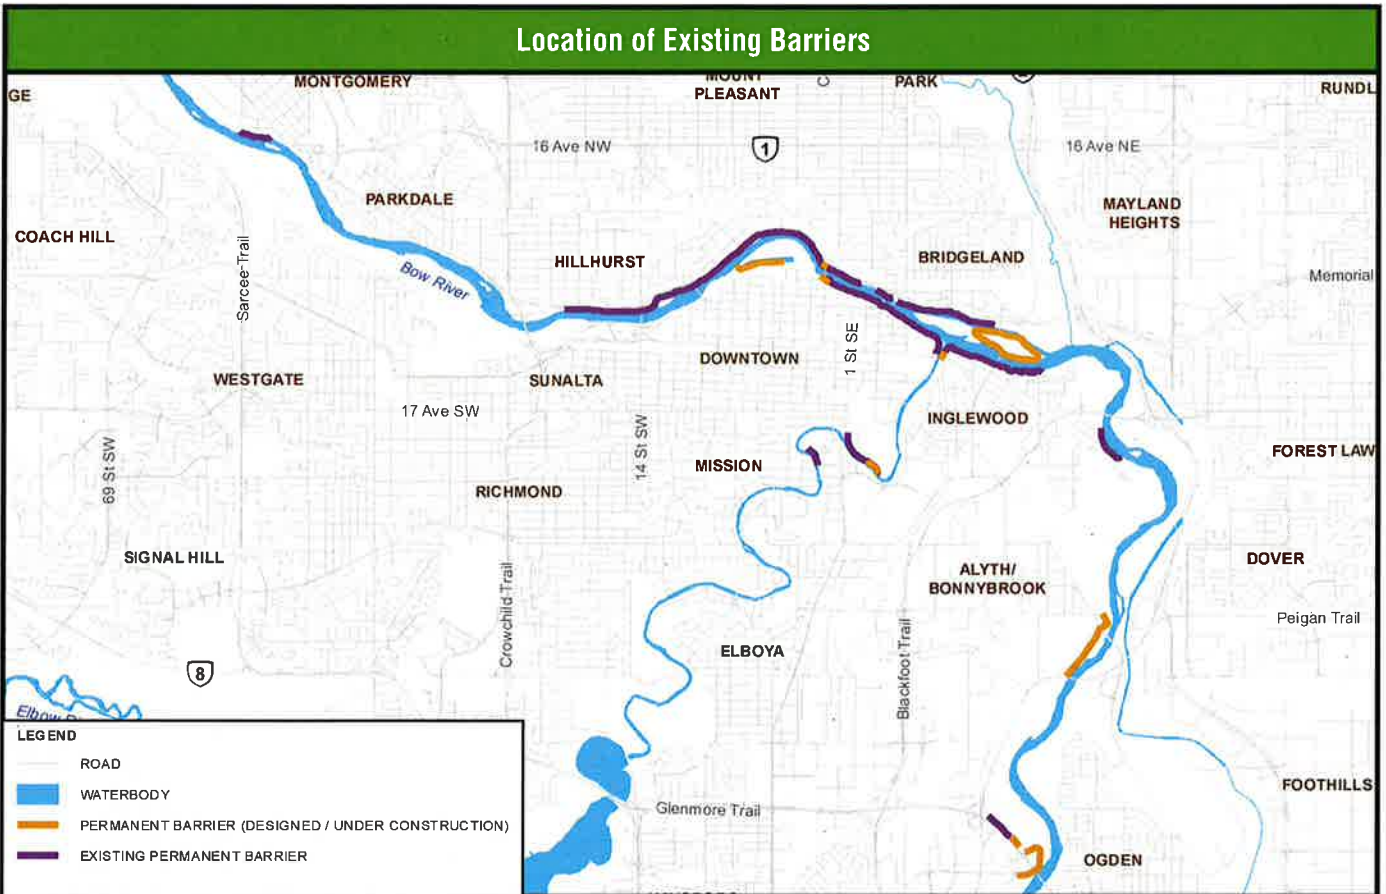 Location of Existing Barriers
MONTGOMERY
MOUNT
PLEASANT
C
PARK
GE
RUNDL
16 Ave NW
1
16 Ave NE
PARKDALE
MAYLAND
HEIGHTS
COACH HILL
Sarcee Trail
Bow River
HILLHURST
BRIDGELAND
Memorial
DOWNTOWN
1 St SE
WESTGATE
SUNALTA
17 Ave SW
INGLEWOOD
69 St SW
14 St SW
MISSION
FOREST LAW
RICHMOND
SIGNAL HILL
Crowchild Trail
ALYTH/
BONNYBROOK
DOVER
Peigan Trail
ELBOYA
Blackfoot Trail
8
Elbow
LEGEND
ROAD
WATERBODY
PERMANENT BARRIER (DESIGNED / UNDER CONSTRUCTION)
EXISTING PERMANENT BARRIER
Glenmore Trail
FOOTHILLS
OGDEN